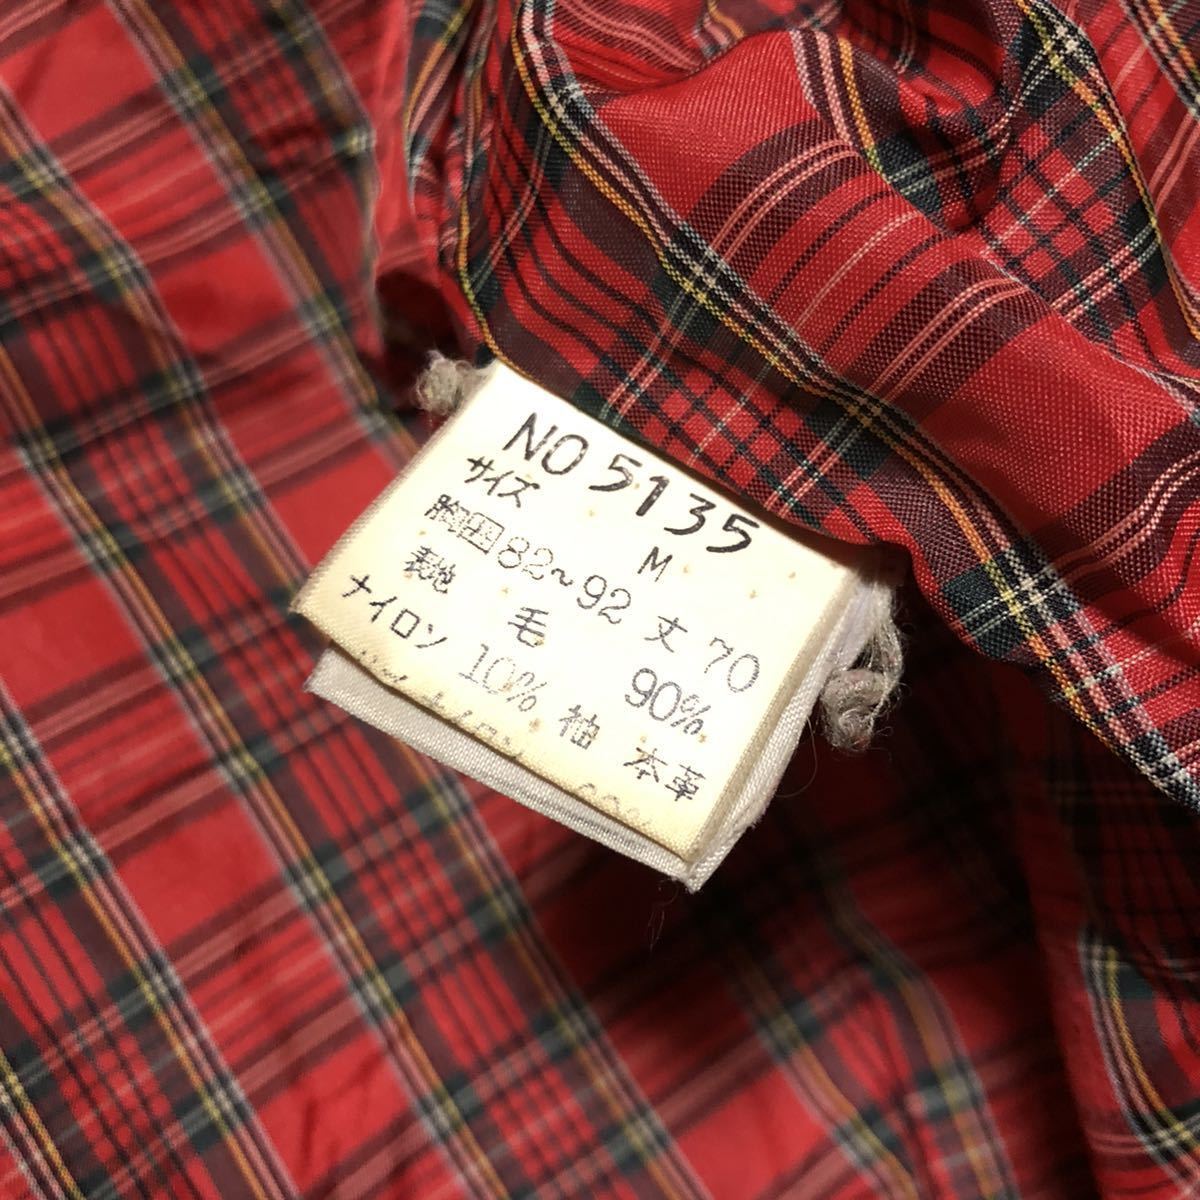 NO 5135
サイズ M
胸囲 82~92 丈 70
表地 毛 90%
ナイロン 10% 袖 本革